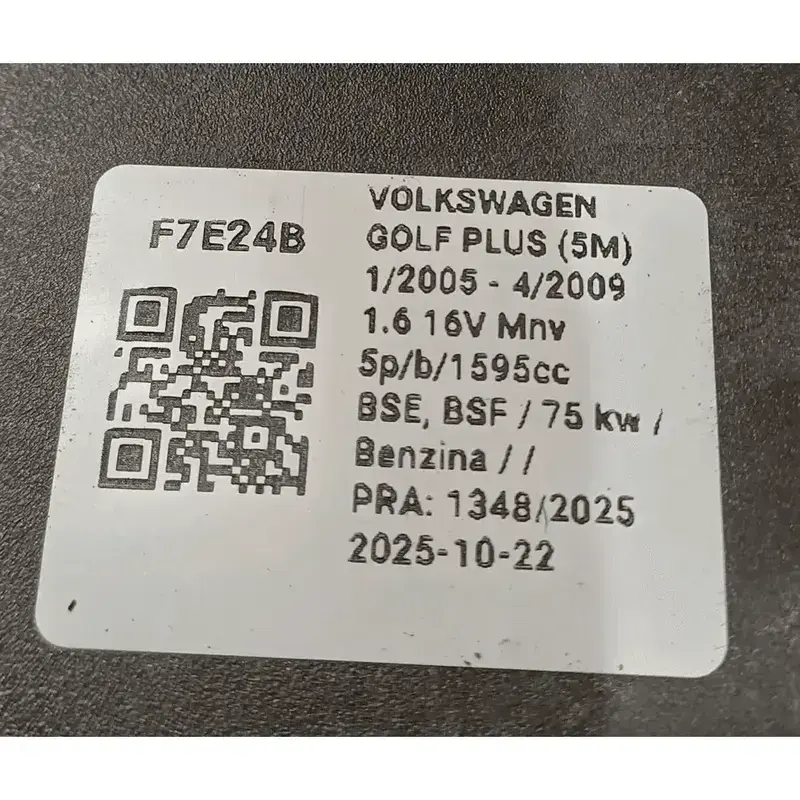 F7E24B
VOLKSWAGEN
GOLF PLUS (5M)
1/2005 - 4/2009
1.6 16V Mnv
5p/b/1595cc
BSE, BSF / 75 kw /
Benzina / /
PRA: 1348/2025
2025-10-22